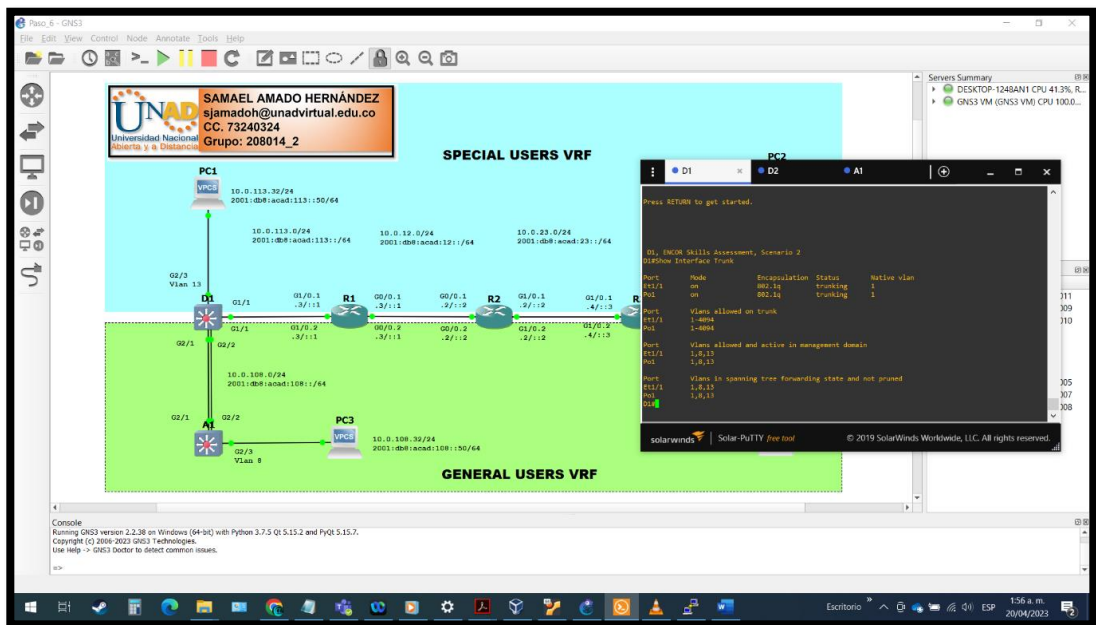 Paso_6 - GNS3
File Edit View Control Node Annotate Tools Help
UNAD
Universidad Nacional
Abierta y a Distancia
SAMAEL AMADO HERNÁNDEZ
sjamadoh@unadvirtual.edu.co
CC. 73240324
Grupo: 208014_2
SPECIAL USERS VRF
PC1
VPCS
10.0.113.32/24
2001:db8:acad:113::50/64
10.0.113.0/24
2001:db8:acad:113::/64
10.0.12.0/24
2001:db8:acad:12::/64
10.0.23.0/24
2001:db8:acad:23::/64
G2/3
Vlan 13
D1
G1/1
G1/0.1
.3/::1
R1
G0/0.1
.3/::1
G0/0.1
.2/::2
R2
G1/0.1
.2/::2
G1/0.1
.4/::3
G1/1
G1/0.2
.3/::1
G0/0.2
.3/::1
G0/0.2
.2/::2
G1/0.2
.2/::2
G1/0.2
.4/::3
G2/1
G2/2
10.0.108.0/24
2001:db8:acad:108::/64
G2/1
G2/2
A1
G2/3
Vlan 8
PC3
VPCS
10.0.108.32/24
2001:db8:acad:108::50/64
GENERAL USERS VRF
PC2
D1
D2
A1
Press RETURN to get started.
D1, ENCOR Skills Assessment, Scenario 2
D1#Show Interface Trunk
Port Mode Encapsulation Status Native vlan
Et1/1 on 802.1q trunking 1
Po1 on 802.1q trunking 1
Port Vlans allowed on trunk
Et1/1 1-4094
Po1 1-4094
Port Vlans allowed and active in management domain
Et1/1 1,8,13
Po1 1,8,13
Port Vlans in spanning tree forwarding state and not pruned
Et1/1 1,8,13
Po1 1,8,13
D1#
solarwinds Solar-PuTTY free tool © 2019 SolarWinds Worldwide, LLC. All rights reserved.
Servers Summary
DESKTOP-1248AN1 CPU 41.3%, R...
GNS3 VM (GNS3 VM) CPU 100.0...
011
009
010
005
007
008
Console
Running GNS3 version 2.2.38 on Windows (64-bit) with Python 3.7.5 Qt 5.15.2 and PyQt 5.15.7.
Copyright (c) 2006-2023 GNS3 Technologies.
Use Help -> GNS3 Doctor to detect common issues.
=>
Escritorio
ESP
1:56 a. m.
20/04/2023